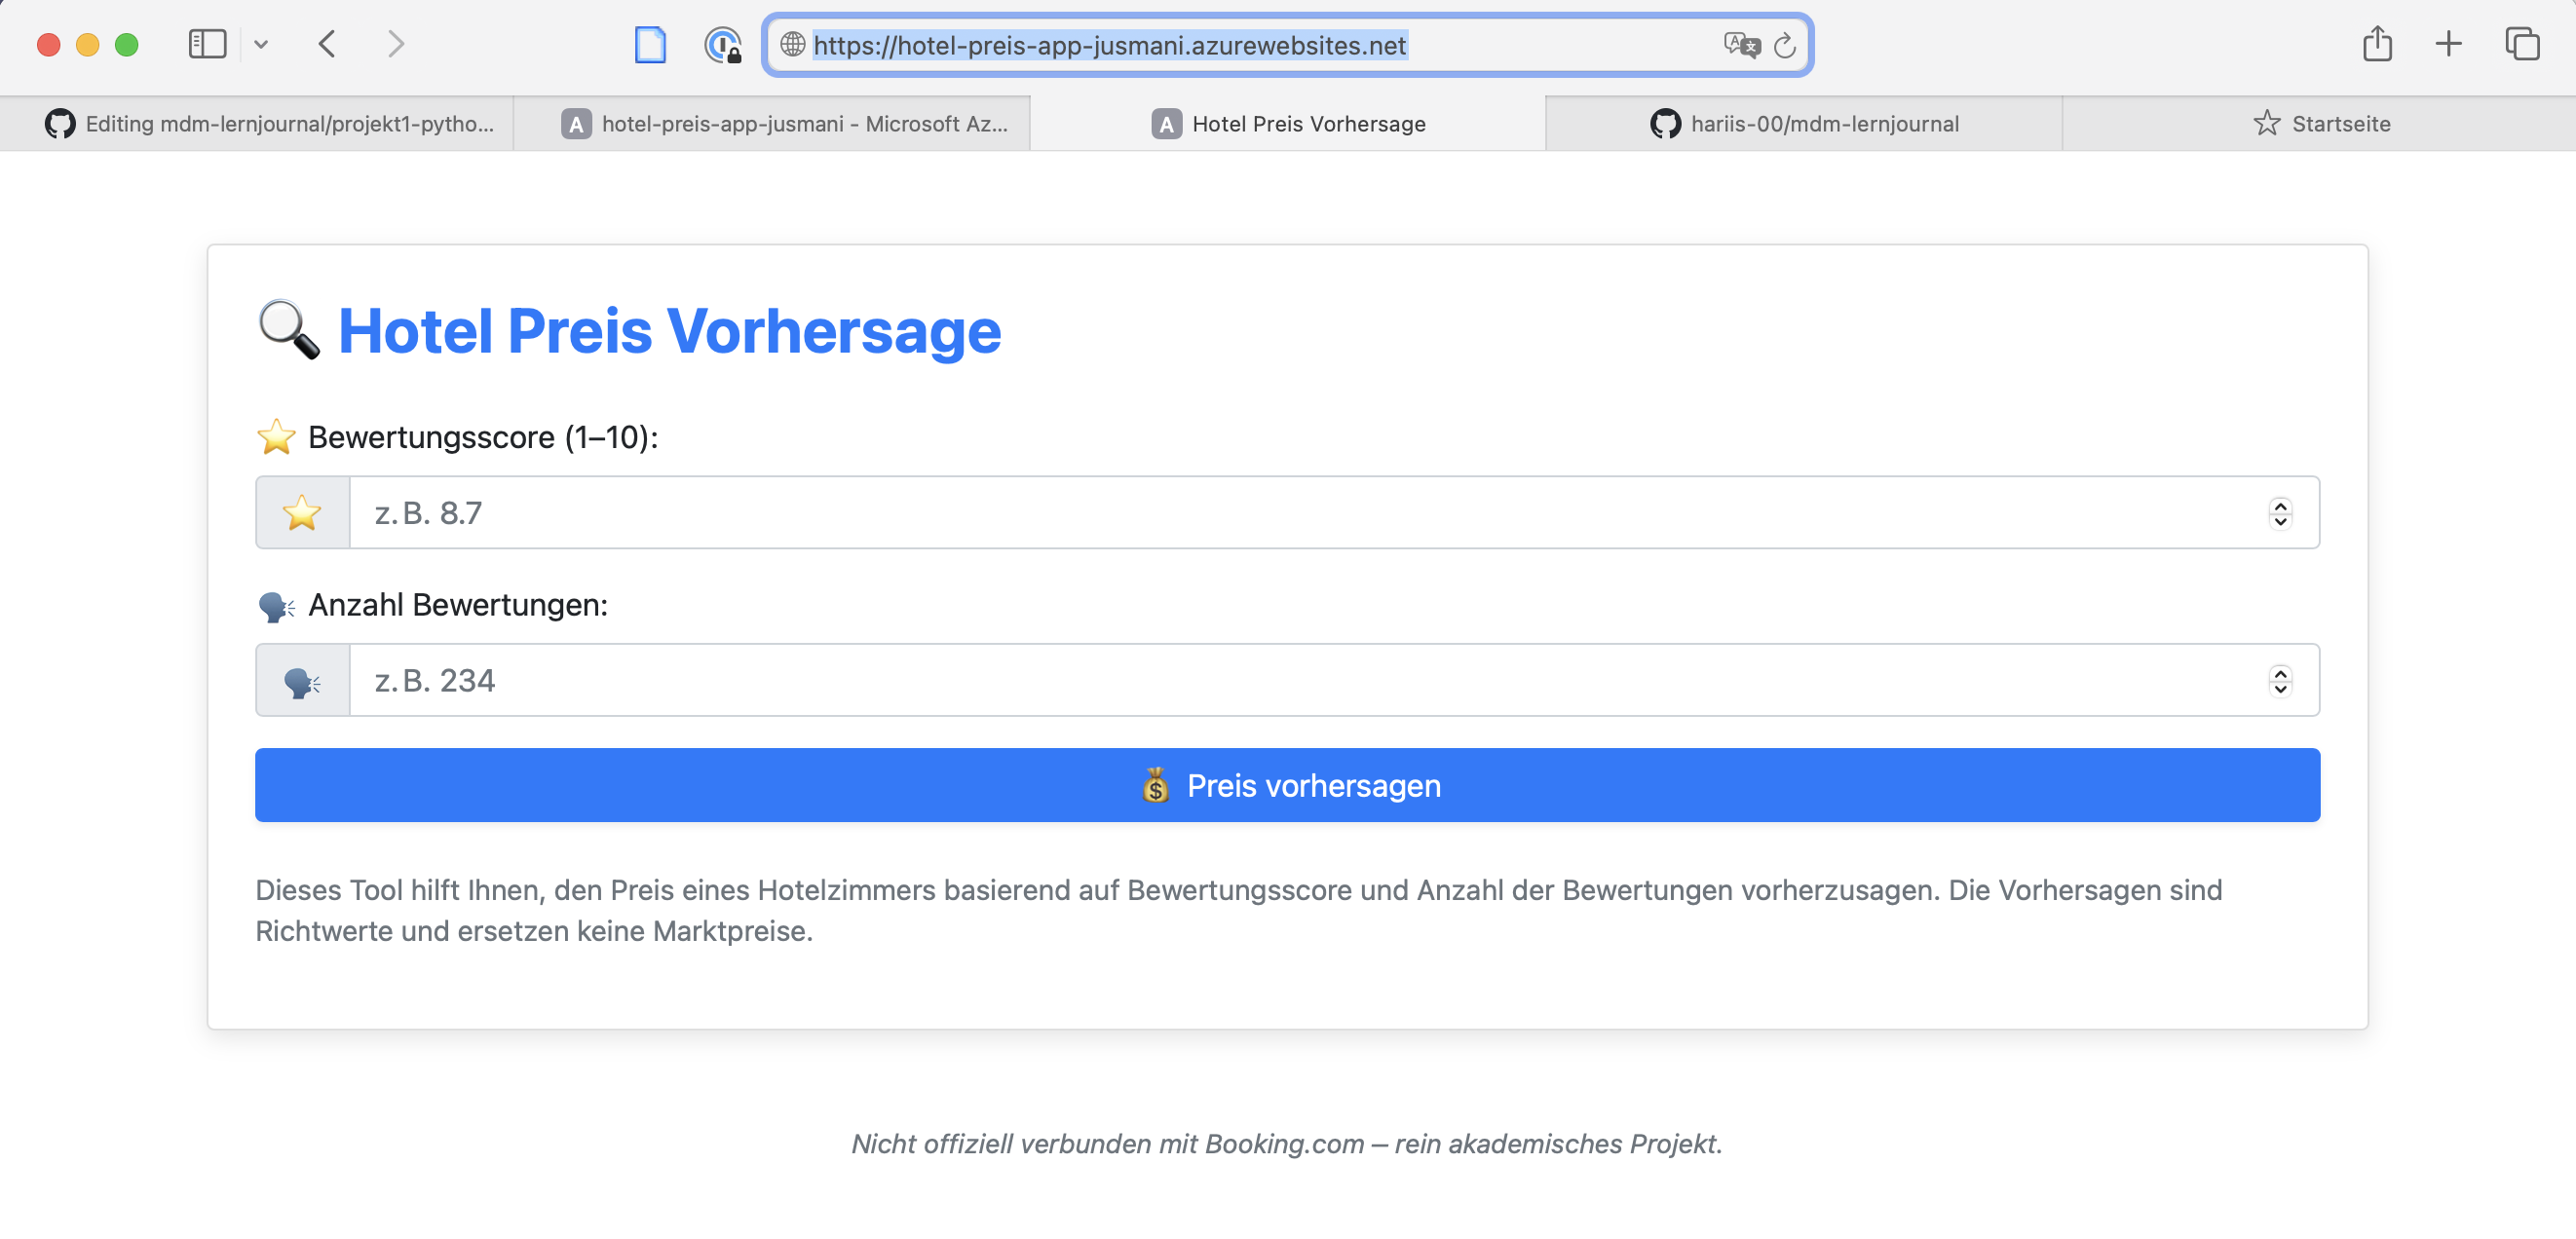 https://hotel-preis-app-jusmani.azurewebsites.net
Editing mdm-lernjournal/projekt1-pytho...
hotel-preis-app-jusmani - Microsoft Az...
Hotel Preis Vorhersage
hariis-00/mdm-lernjournal
Startseite
Hotel Preis Vorhersage
Bewertungsscore (1–10):
z. B. 8.7
Anzahl Bewertungen:
z. B. 234
Preis vorhersagen
Dieses Tool hilft Ihnen, den Preis eines Hotelzimmers basierend auf Bewertungsscore und Anzahl der Bewertungen vorherzusagen. Die Vorhersagen sind
Richtwerte und ersetzen keine Marktpreise.
Nicht offiziell verbunden mit Booking.com – rein akademisches Projekt.